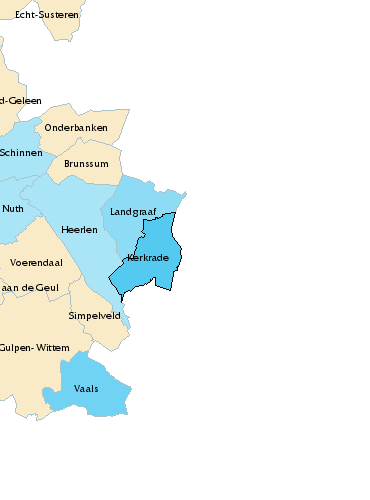 Echt-Susteren
d-Geleen
Onderbanken
Schinnen
Brunssum
Nuth
Landgraaf
Heerlen
Kerkrade
Voerendaal
aan de Geul
Simpelveld
Gulpen- Wittem
Vaals